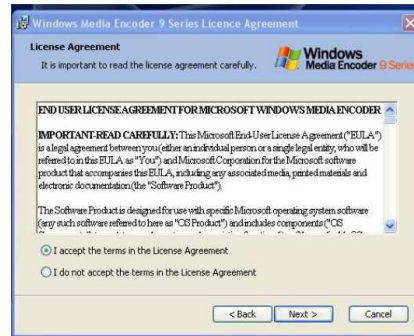 Windows Media Encoder 9 Series Licence Agreement
License Agreement
It is important to read the license agreement carefully.
Windows
Media Encoder 9 Series
END USER LICENSE AGREEMENT FOR MICROSOFT WINDOWS MEDIA ENCODER
IMPORTANT-READ CAREFULLY: This Microsoft End-User License Agreement ("EULA")
is a legal agreement between you (either an individual person or a single legal entity, who will be
referred to in this EULA as "You") and Microsoft Corporation for the Microsoft software
product that accompanies this EULA, including any associated media, printed materials and
electronic documentation (the "Software Product").
The Software Product is designed for use with specific Microsoft operating system software
(any such software referred to here as "OS Product") and includes components ("OS
I accept the terms in the License Agreement
I do not accept the terms in the License Agreement
< Back
Next >
Cancel